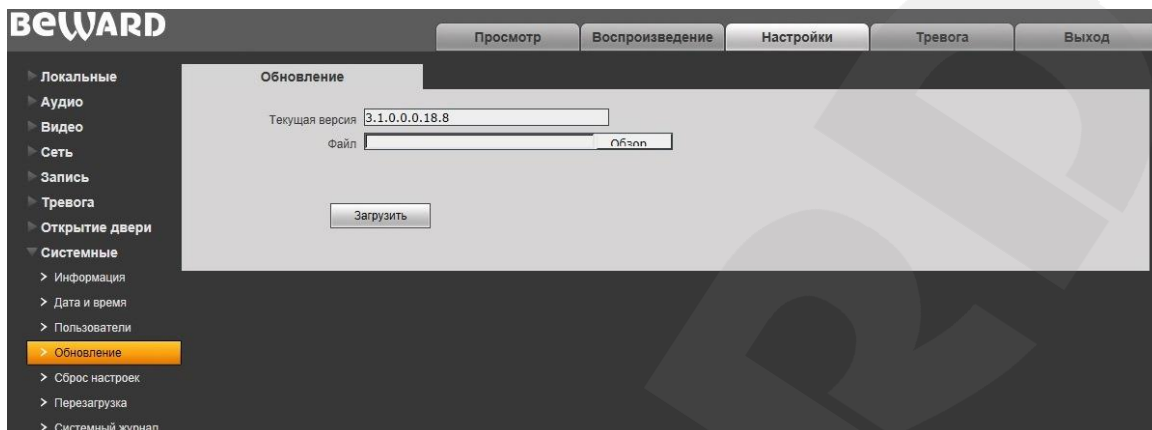 BEWARD
Просмотр Воспроизведение Настройки Тревога Выход
Локальные
Аудио
Видео
Сеть
Запись
Тревога
Открытие двери
Системные
Информация
Дата и время
Пользователи
Обновление
Сброс настроек
Перезагрузка
Системный журнал
Обновление
Текущая версия 3.1.0.0.0.18.8
Файл Обзор
Загрузить